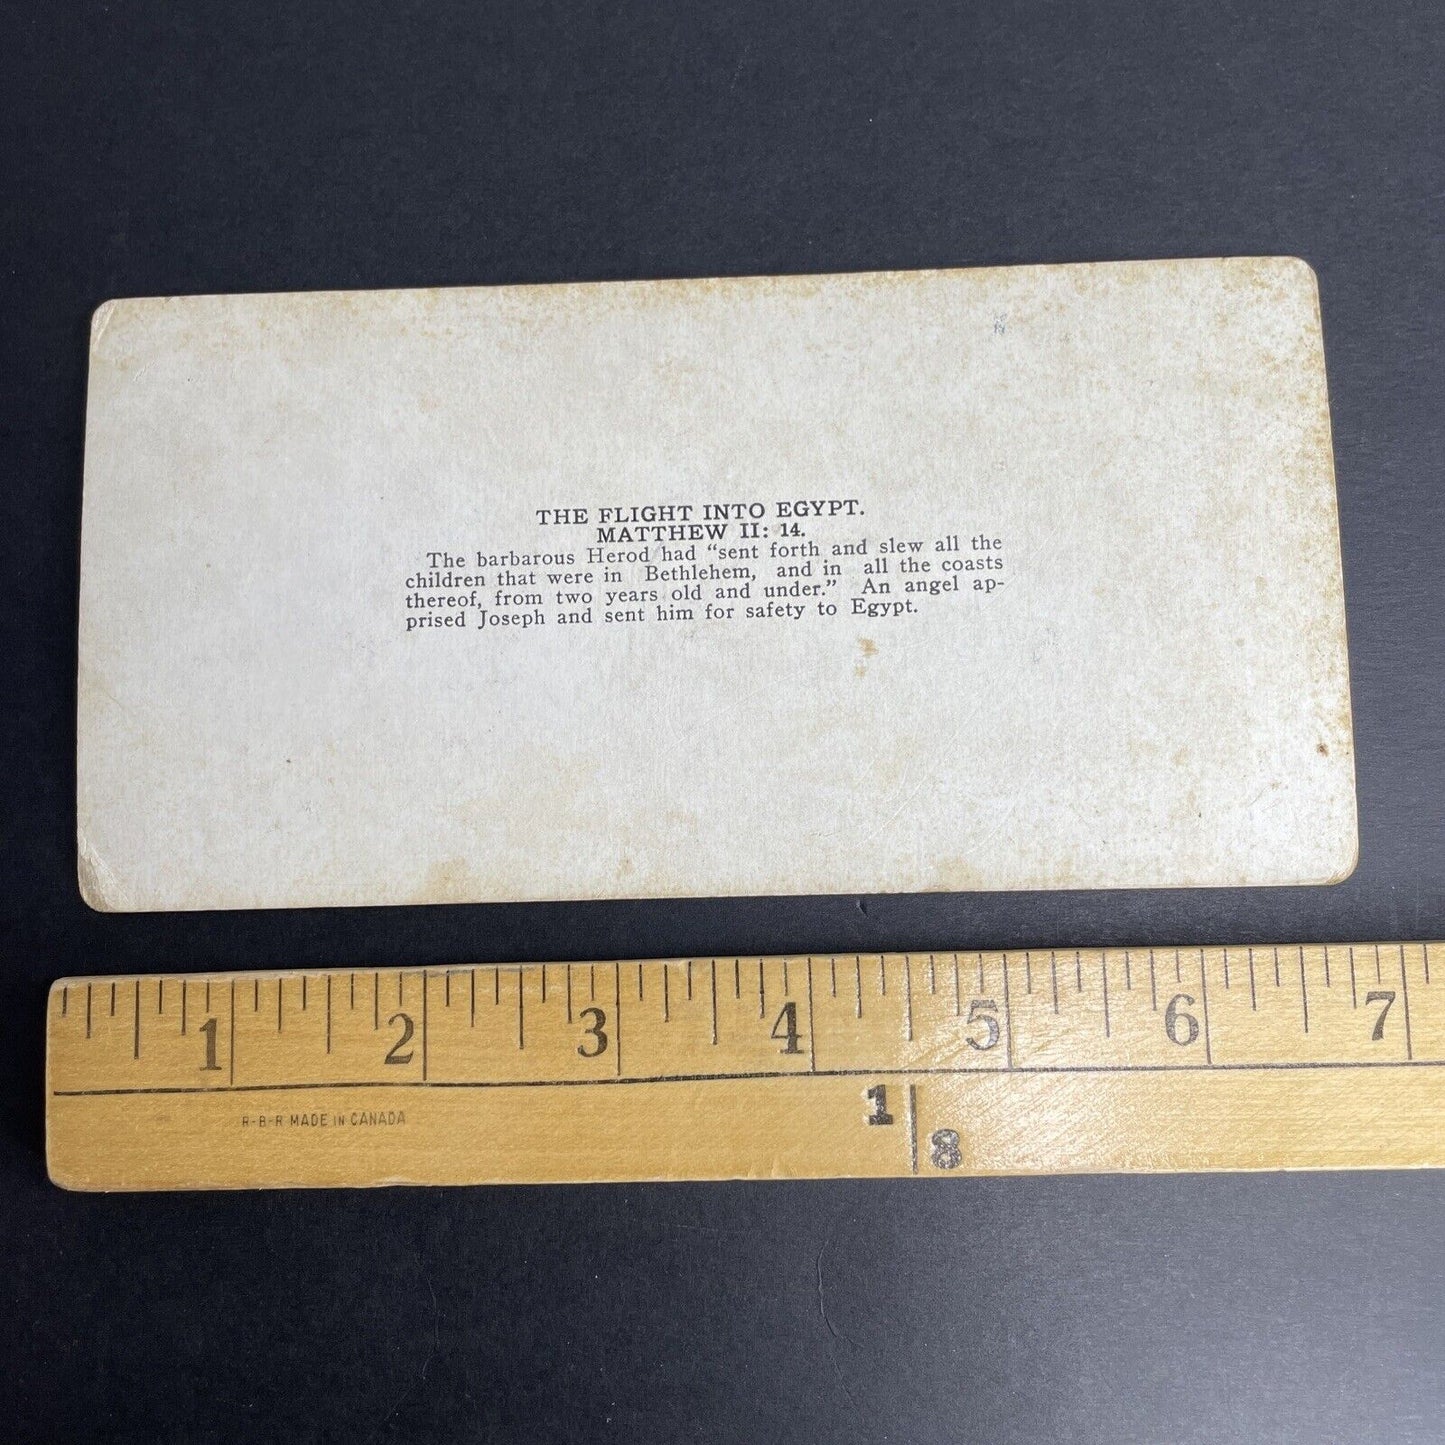 THE FLIGHT INTO EGYPT.
MATTHEW II: 14.
The barbarous Herod had “sent forth and slew all the
children that were in Bethlehem, and in all the coasts
thereof, from two years old and under.” An angel ap-
prised Joseph and sent him for safety to Egypt.
1 2 3 4 5 6 7
1 8
R-B-R MADE IN CANADA